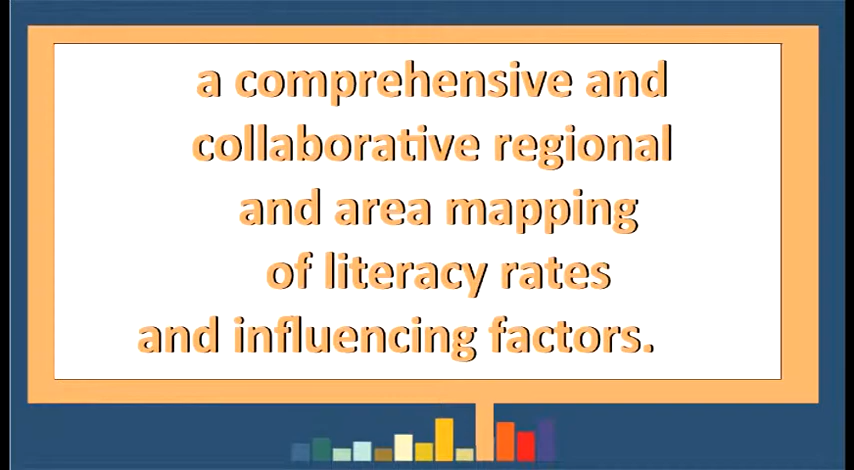 a comprehensive and
collaborative regional
and area mapping
of literacy rates
and influencing factors.